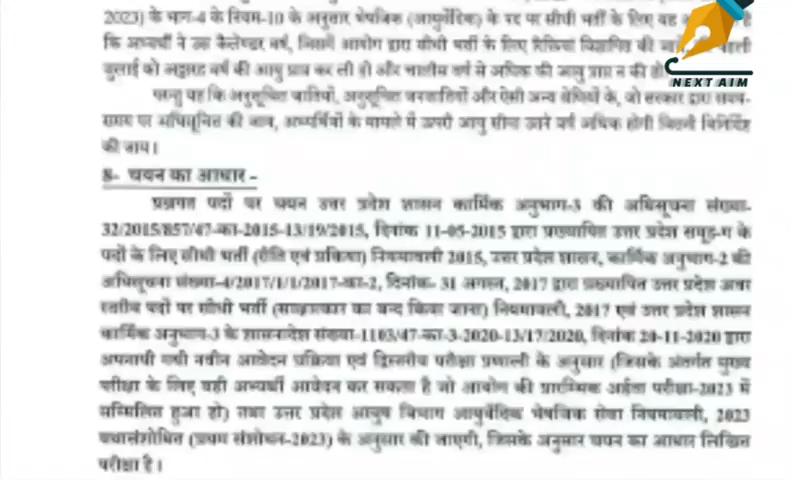 2023) के भाग-4 के नियम-10 के अनुसार भेषजिक (आयुर्वेदिक) के पद पर सीधी भर्ती के लिए यह है
कि अभ्यर्थी ने उस कैलेण्डर वर्ष, जिसमें आयोग द्वारा सीधी भर्ती के लिए रिक्तियां विज्ञापित की पहली
जुलाई को अट्ठारह वर्ष की आयु प्राप्त कर ली हो और चालीस वर्ष से अधिक की आयु प्राप्त न की हो
NEXT AIM
परन्तु यह कि अनुसूचित जातियों, अनुसूचित जनजातियों और ऐसी अन्य श्रेणियों के, जो सरकार द्वारा समय-
समय पर अधिसूचित की जाय, अभ्यर्थियों के मामले में उपरी आयु सीमा उतने वर्ष अधिक होगी जितनी विनिर्दिष्ट
की जाय।
8- चयन का आधार -
प्रश्नगत पदों पर चयन उत्तर प्रदेश शासन कार्मिक अनुभाग-3 की अधिसूचना संख्या-
32/2015/857/47-का-2015-13/19/2015, दिनांक 11-05-2015 द्वारा प्रख्यापित उत्तर प्रदेश समूह-ग के
पदों के लिए सीधी भर्ती (रीति एवं प्रक्रिया) नियमावली 2015, उत्तर प्रदेश शासन, कार्मिक अनुभाग-2 की
अधिसूचना संख्या-4/2017/1/1/2017-का-2, दिनांक- 31 अगस्त, 2017 द्वारा प्रख्यापित उत्तर प्रदेश अवर
स्तरीय पदों पर सीधी भर्ती (साक्षात्कार का बन्द किया जाना) नियमावली, 2017 एवं उत्तर प्रदेश शासन
कार्मिक अनुभाग-3 के शासनादेश संख्या-1103/47-का-3-2020-13/17/2020, दिनांक 20-11-2020 द्वारा
अपनायी गयी नवीन आवेदन प्रक्रिया एवं द्विस्तरीय परीक्षा प्रणाली के अनुसार (जिसके अंतर्गत मुख्य
परीक्षा के लिए वही अभ्यर्थी आवेदन कर सकता है जो आयोग की प्रारम्भिक अर्हता परीक्षा-2023 में
सम्मिलित हुआ हो) तथा उत्तर प्रदेश आयुष विभाग आयुर्वेदिक भेषजिक सेवा नियमावली, 2023
यथासंशोधित (प्रथम संशोधन-2023) के अनुसार की जाएगी, जिसके अनुसार चयन का आधार लिखित
परीक्षा है।